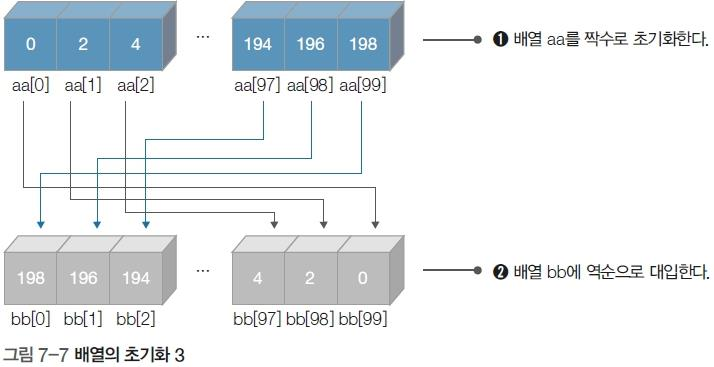 0 2 4 ... 194 196 198 ❶ 배열 aa를 짝수로 초기화한다.
aa[0] aa[1] aa[2] aa[97] aa[98] aa[99]
198 196 194 ... 4 2 0 ❷ 배열 bb에 역순으로 대입한다.
bb[0] bb[1] bb[2] bb[97] bb[98] bb[99]
그림 7-7 배열의 초기화 3